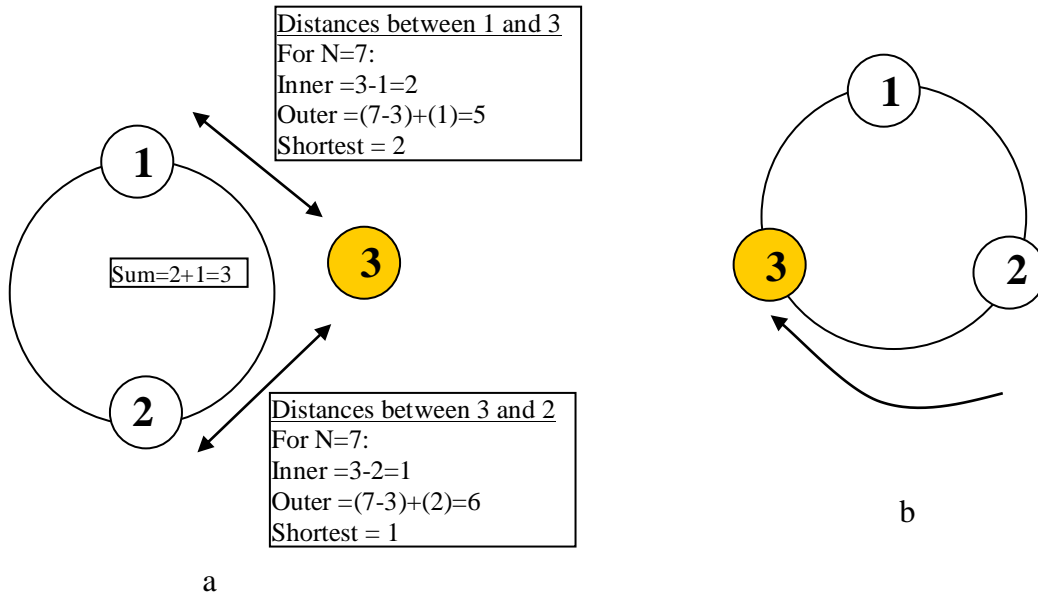 Distances between 1 and 3
For N=7:
Inner =3-1=2
Outer =(7-3)+(1)=5
Shortest = 2
1
3
Sum=2+1=3
2
Distances between 3 and 2
For N=7:
Inner =3-2=1
Outer =(7-3)+(2)=6
Shortest = 1
a
1
3
2
b